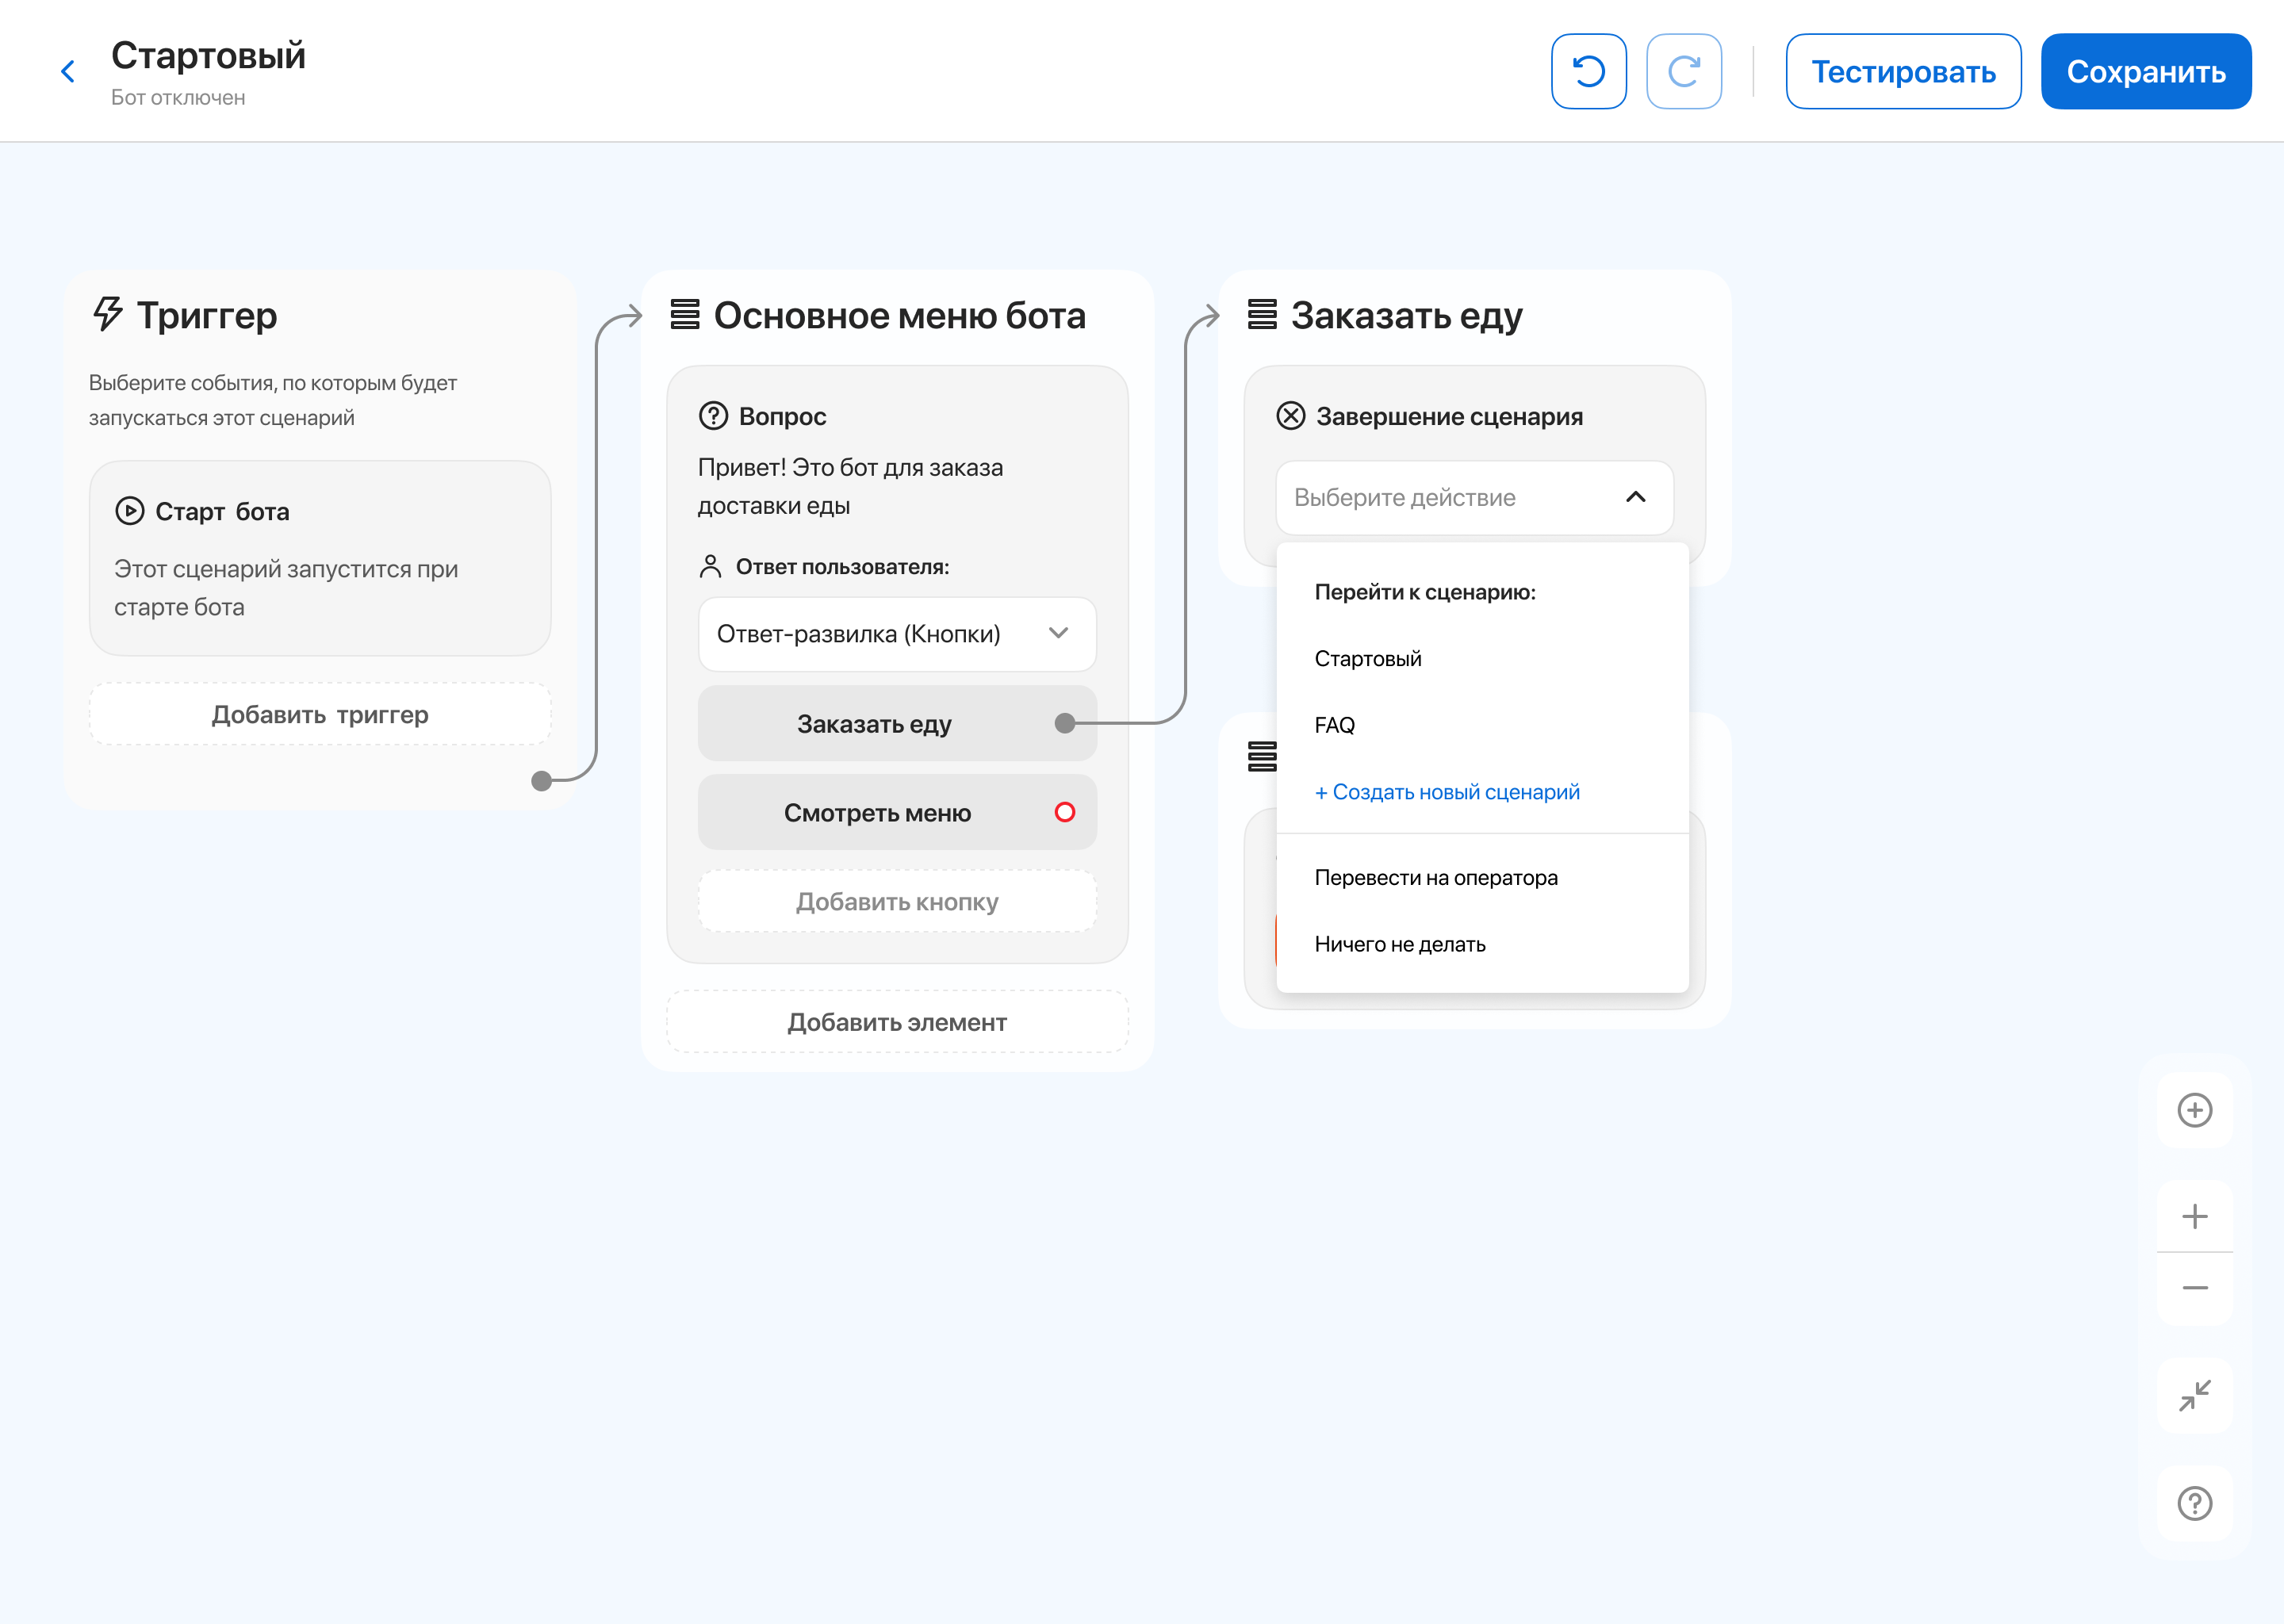 Стартовый
Бот отключен
Тестировать
Сохранить
Триггер
Выберите события, по которым будет
запускаться этот сценарий
Старт бота
Этот сценарий запустится при
старте бота
Добавить триггер
Основное меню бота
Вопрос
Привет! Это бот для заказа
доставки еды
Ответ пользователя:
Ответ-развилка (Кнопки)
Заказать еду
Смотреть меню
Добавить кнопку
Добавить элемент
Заказать еду
Завершение сценария
Выберите действие
Перейти к сценарию:
Стартовый
FAQ
+ Создать новый сценарий
Перевести на оператора
Ничего не делать